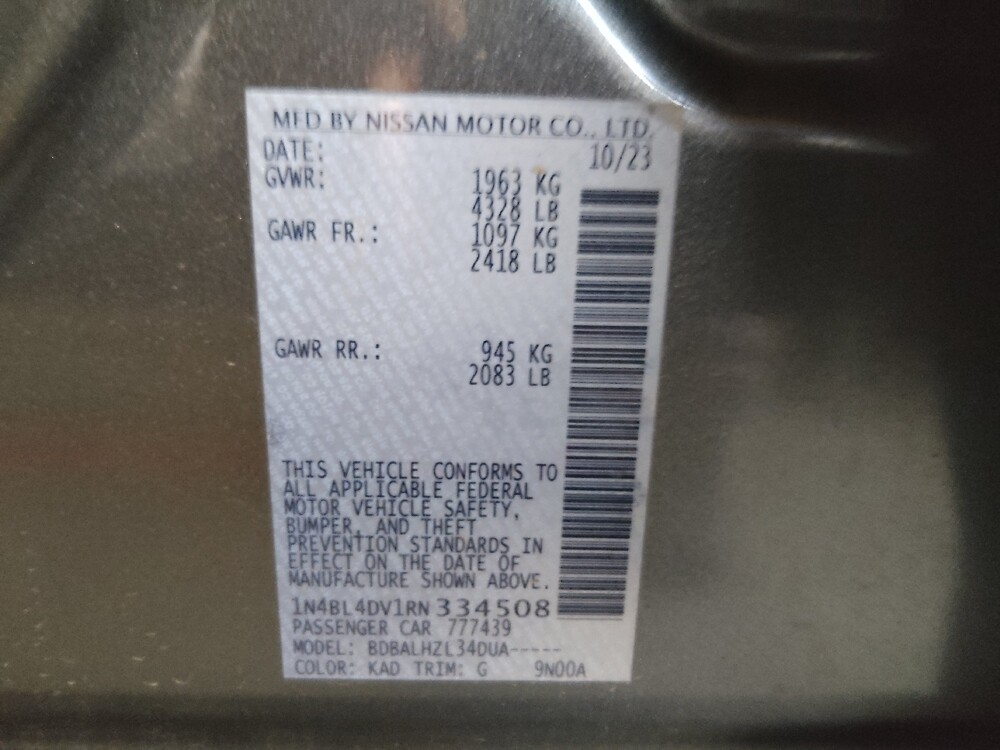 MFD BY NISSAN MOTOR CO., LTD.
DATE: 10/23
GVWR: 1963 KG
4328 LB
GAWR FR.: 1097 KG
2418 LB
GAWR RR.: 945 KG
2083 LB
THIS VEHICLE CONFORMS TO
ALL APPLICABLE FEDERAL
MOTOR VEHICLE SAFETY,
BUMPER, AND THEFT
PREVENTION STANDARDS IN
EFFECT ON THE DATE OF
MANUFACTURE SHOWN ABOVE.
1N4BL4DV1RN334508
PASSENGER CAR 777439
MODEL: BDBALHZL34DUA-----
COLOR: KAD TRIM: G 9N00A